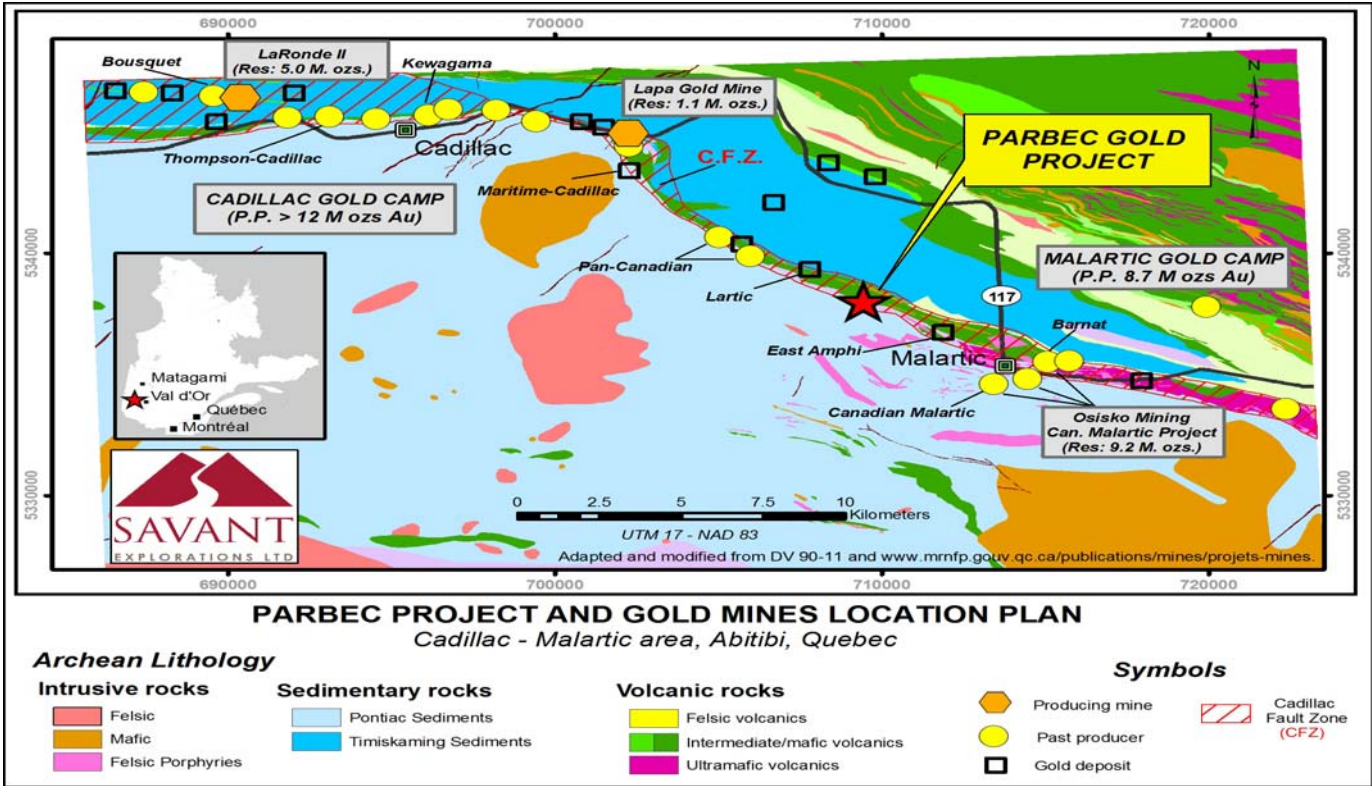 690000 700000 710000 720000
LaRonde II
(Res: 5.0 M. ozs.)
Bousquet
Kewagama
Lapa Gold Mine
(Res: 1.1 M. ozs.)
N
PARBEC GOLD
PROJECT
Thompson-Cadillac
Cadillac
C.F.Z.
Maritime-Cadillac
CADILLAC GOLD CAMP
(P.P. > 12 M ozs Au)
5340000
5340000
Pan-Canadian
MALARTIC GOLD CAMP
(P.P. 8.7 M ozs Au)
Lartic
117
Barnat
East Amphi
Malartic
Canadian Malartic
Osisko Mining
Can. Malartic Project
(Res: 9.2 M. ozs.)
Matagami
Val d'Or
Québec
Montréal
SAVANT
EXPLORATIONS LTD
5330000
5330000
0 2.5 5 7.5 10
Kilometers
UTM 17 - NAD 83
Adapted and modified from DV 90-11 and www.mrnfp.gouv.qc.ca/publications/mines/projets-mines.
690000 700000 710000 720000
PARBEC PROJECT AND GOLD MINES LOCATION PLAN
Cadillac - Malartic area, Abitibi, Quebec
Archean Lithology
Intrusive rocks
Felsic
Mafic
Felsic Porphyries
Sedimentary rocks
Pontiac Sediments
Timiskaming Sediments
Volcanic rocks
Felsic volcanics
Intermediate/mafic volcanics
Ultramafic volcanics
Symbols
Producing mine
Past producer
Gold deposit
Cadillac
Fault Zone
(CFZ)